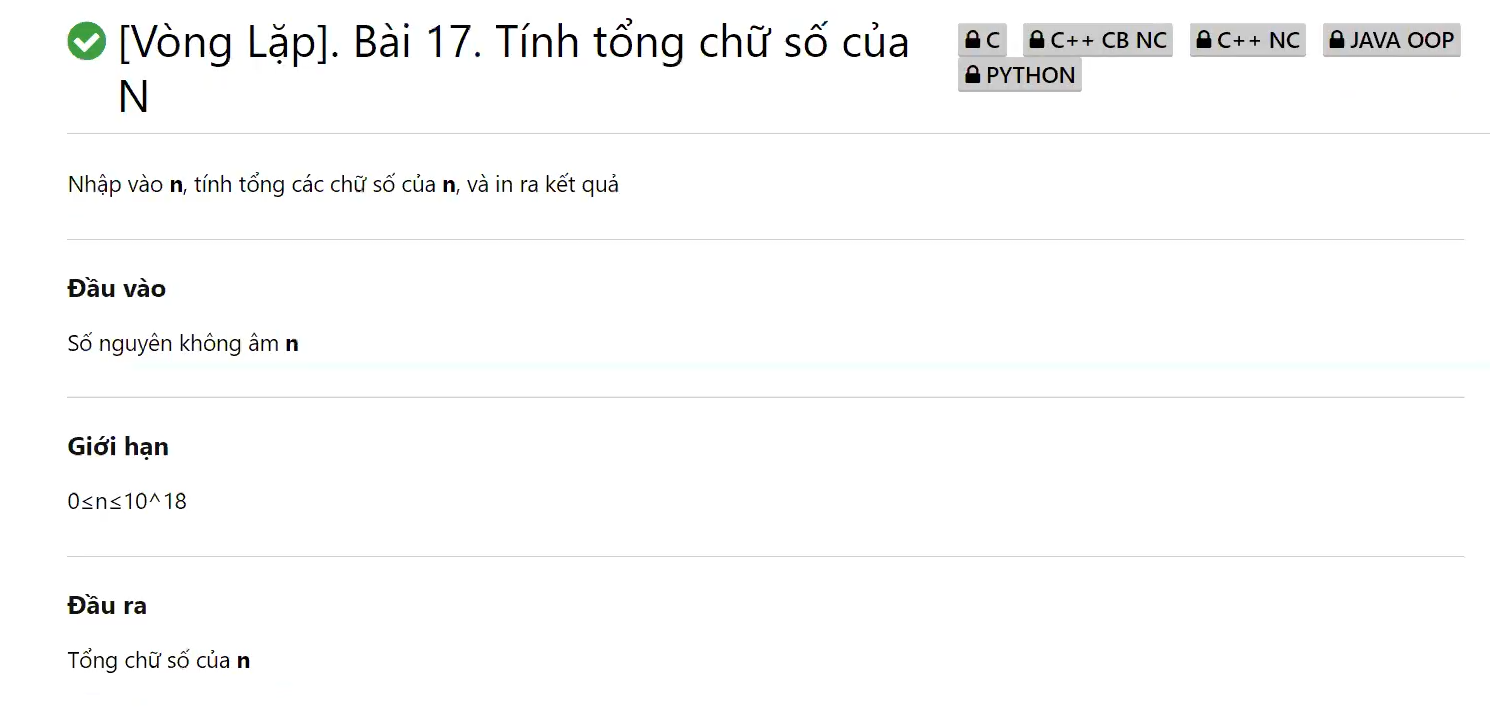 [Vòng Lặp]. Bài 17. Tính tổng chữ số của
N
C
C++ CB NC
C++ NC
JAVA OOP
PYTHON
Nhập vào n, tính tổng các chữ số của n, và in ra kết quả
Đầu vào
Số nguyên không âm n
Giới hạn
0≤n≤10^18
Đầu ra
Tổng chữ số của n